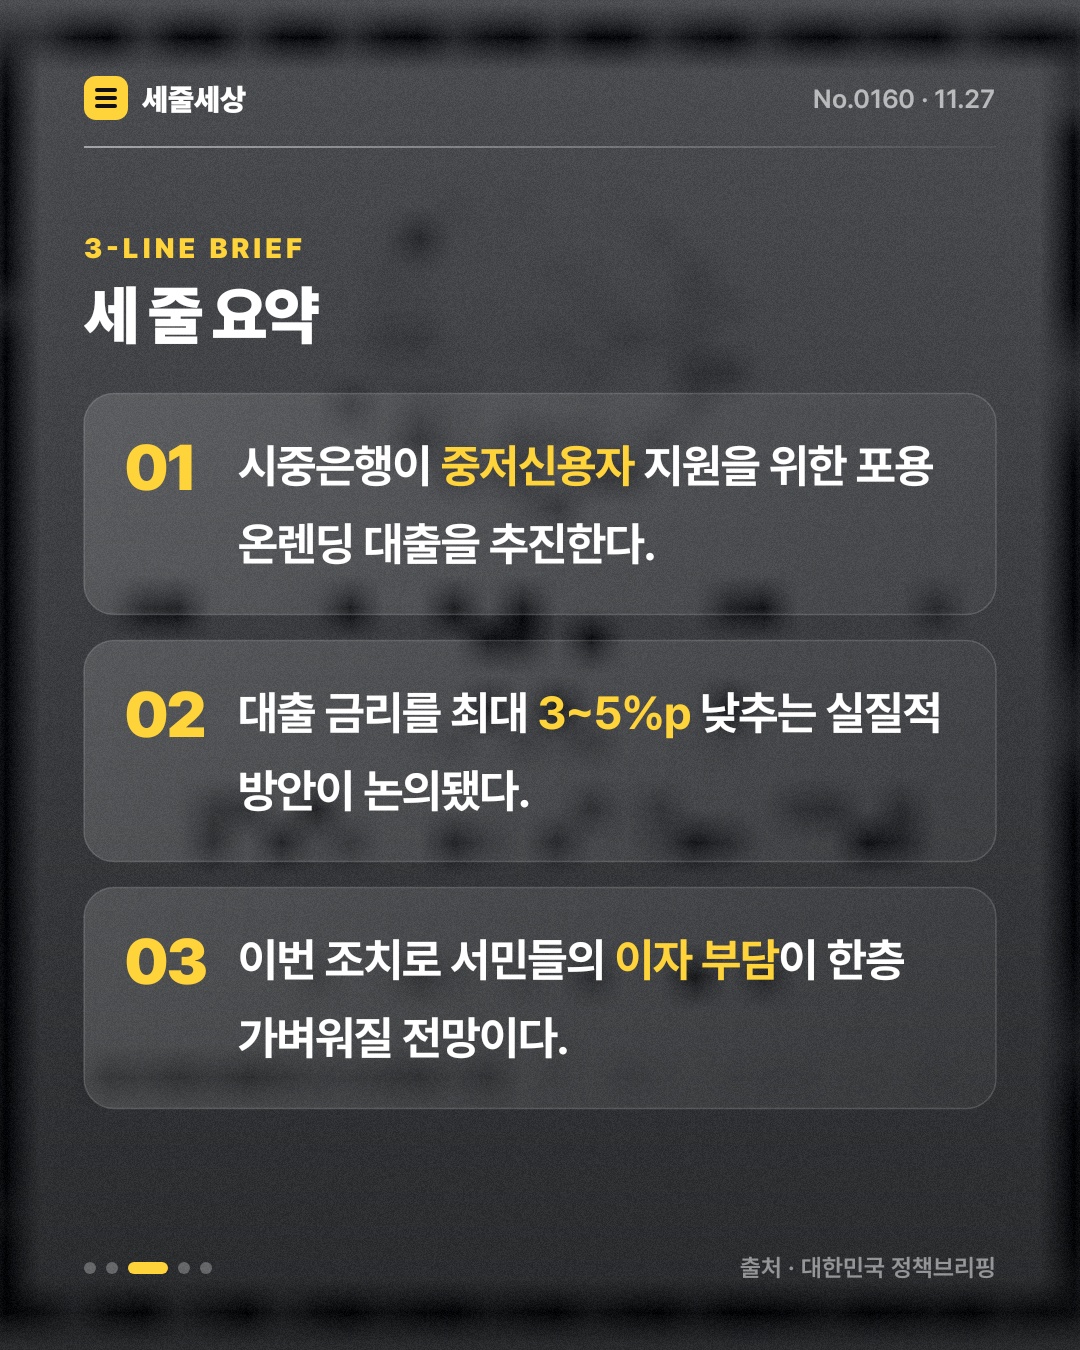 세줄세상
No.0160 · 11.27
3-LINE BRIEF
세 줄 요약
01 시중은행이 중저신용자 지원을 위한 포용
온렌딩 대출을 추진한다.
02 대출 금리를 최대 3~5%p 낮추는 실질적
방안이 논의됐다.
03 이번 조치로 서민들의 이자 부담이 한층
가벼워질 전망이다.
출처 · 대한민국 정책브리핑